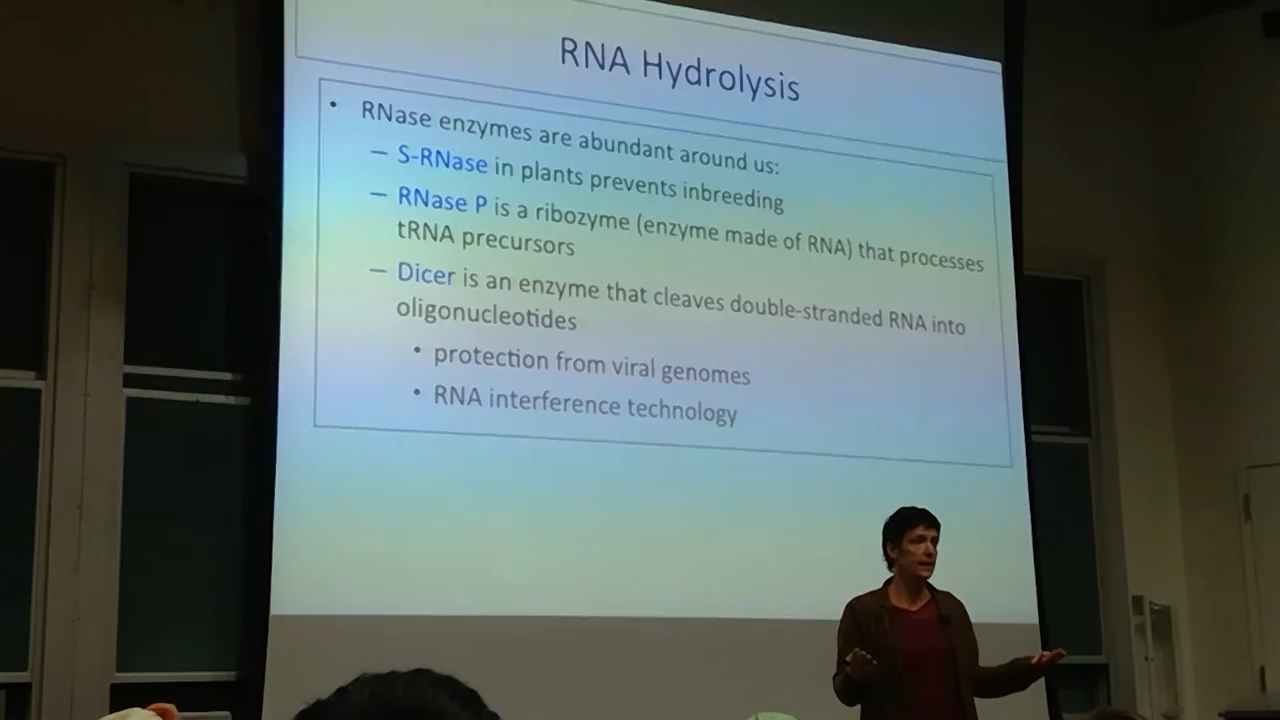 RNA Hydrolysis
• RNase enzymes are abundant around us:
– S-RNase in plants prevents inbreeding
– RNase P is a ribozyme (enzyme made of RNA) that processes
tRNA precursors
– Dicer is an enzyme that cleaves double-stranded RNA into
oligonucleotides
• protection from viral genomes
• RNA interference technology